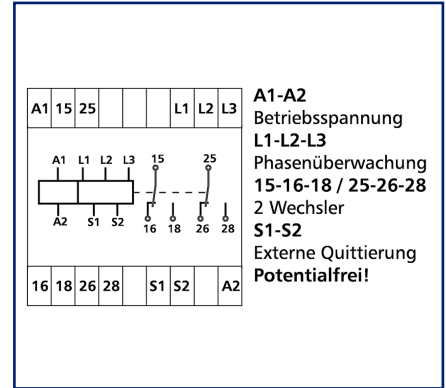 A1 15 25 L1 L2 L3
A1 L1 L2 L3 15 25
A2 S1 S2 16 18 26 28
16 18 26 28 S1 S2 A2
A1-A2
Betriebsspannung
L1-L2-L3
Phasenüberwachung
15-16-18 / 25-26-28
2 Wechsler
S1-S2
Externe Quittierung
Potentialfrei!